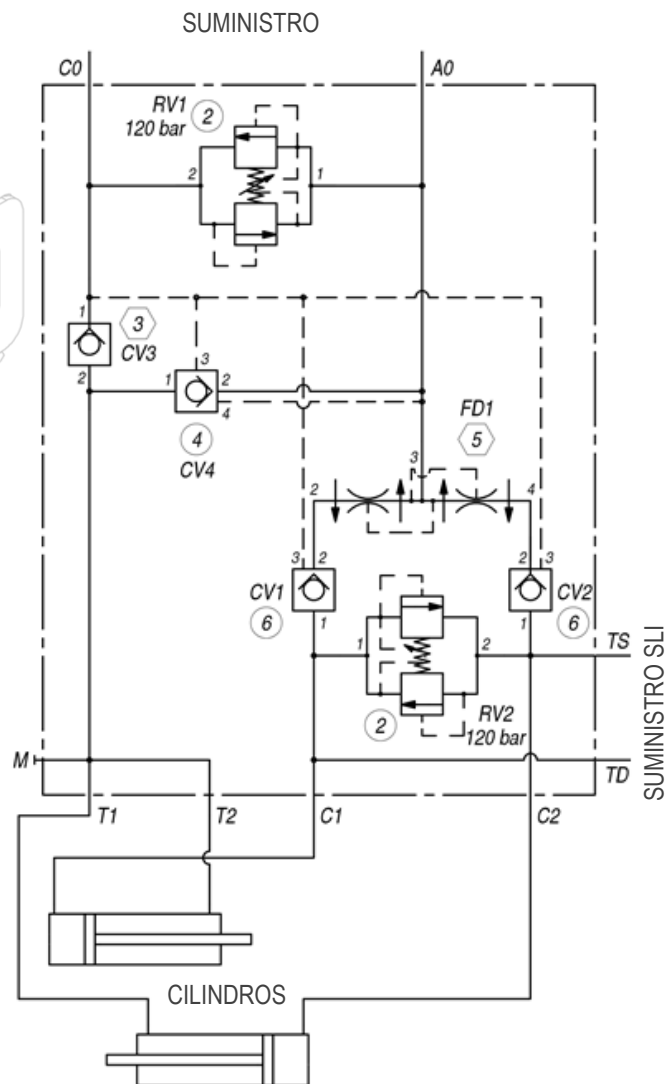 SUMINISTRO
C0
A0
RV1
120 bar
2
2
1
1
3
CV3
2
3
1
2
4
4
CV4
FD1
5
3
2
4
3
2
2
3
CV1
6
CV2
6
1
1
1
2
TS
2
RV2
120 bar
SUMINISTRO SLI
M
TD
T1
T2
C1
C2
CILINDROS